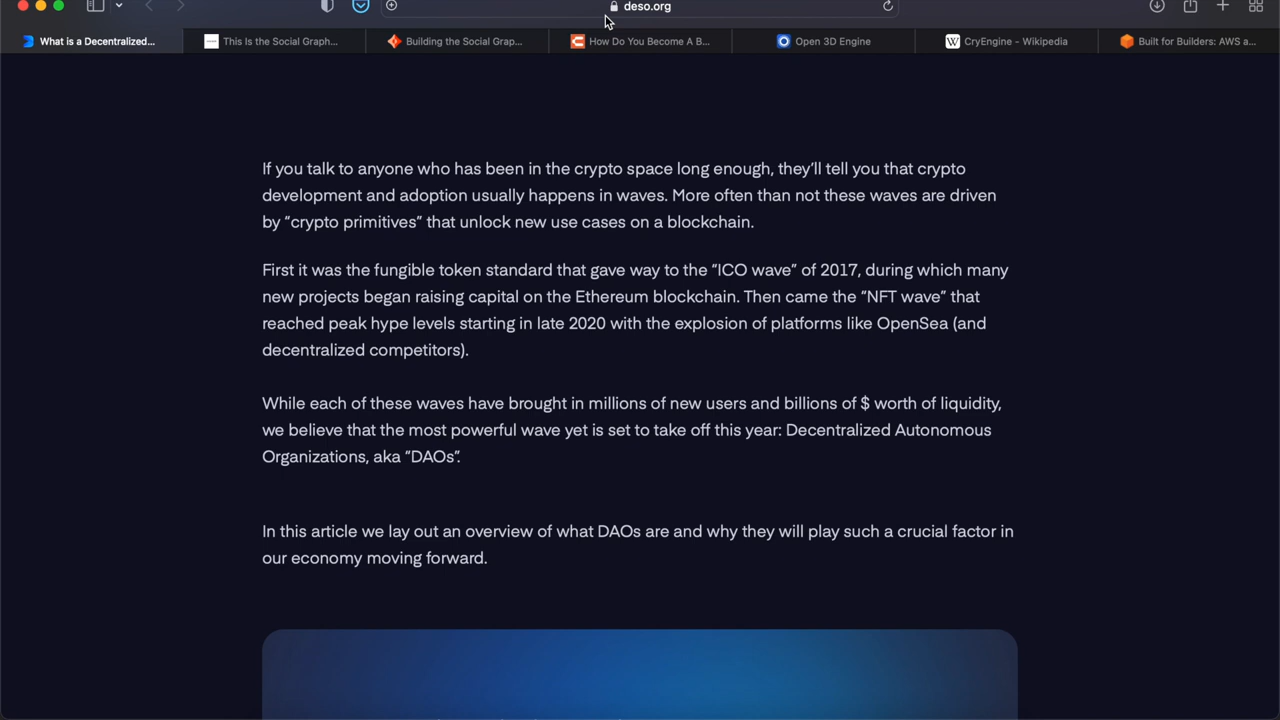 deso.org
What is a Decentralized...
This Is the Social Graph...
Building the Social Grap...
How Do You Become A B...
Open 3D Engine
W CryEngine - Wikipedia
Built for Builders: AWS a...
If you talk to anyone who has been in the crypto space long enough, they’ll tell you that crypto
development and adoption usually happens in waves. More often than not these waves are driven
by “crypto primitives” that unlock new use cases on a blockchain.
First it was the fungible token standard that gave way to the “ICO wave” of 2017, during which many
new projects began raising capital on the Ethereum blockchain. Then came the “NFT wave” that
reached peak hype levels starting in late 2020 with the explosion of platforms like OpenSea (and
decentralized competitors).
While each of these waves have brought in millions of new users and billions of $ worth of liquidity,
we believe that the most powerful wave yet is set to take off this year: Decentralized Autonomous
Organizations, aka “DAOs”.
In this article we lay out an overview of what DAOs are and why they will play such a crucial factor in
our economy moving forward.